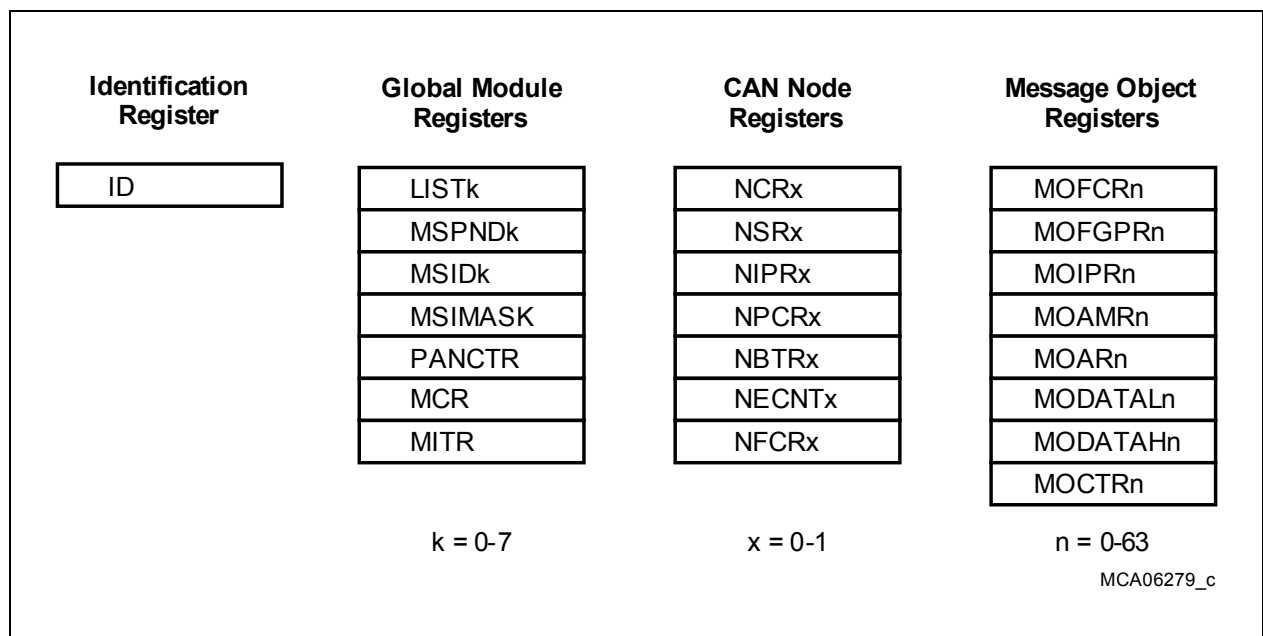 Identification
Register
ID
Global Module
Registers
LISTk
MSPNDk
MSIDk
MSIMASK
PANCTR
MCR
MITR
k = 0-7
CAN Node
Registers
NCRx
NSRx
NIPRx
NPCRx
NBTRx
NECNTx
NFCRx
x = 0-1
Message Object
Registers
MOFCRn
MOFGPRn
MOIPRn
MOAMRn
MOARn
MODATALn
MODATAHn
MOCTRn
n = 0-63
MCA06279_c